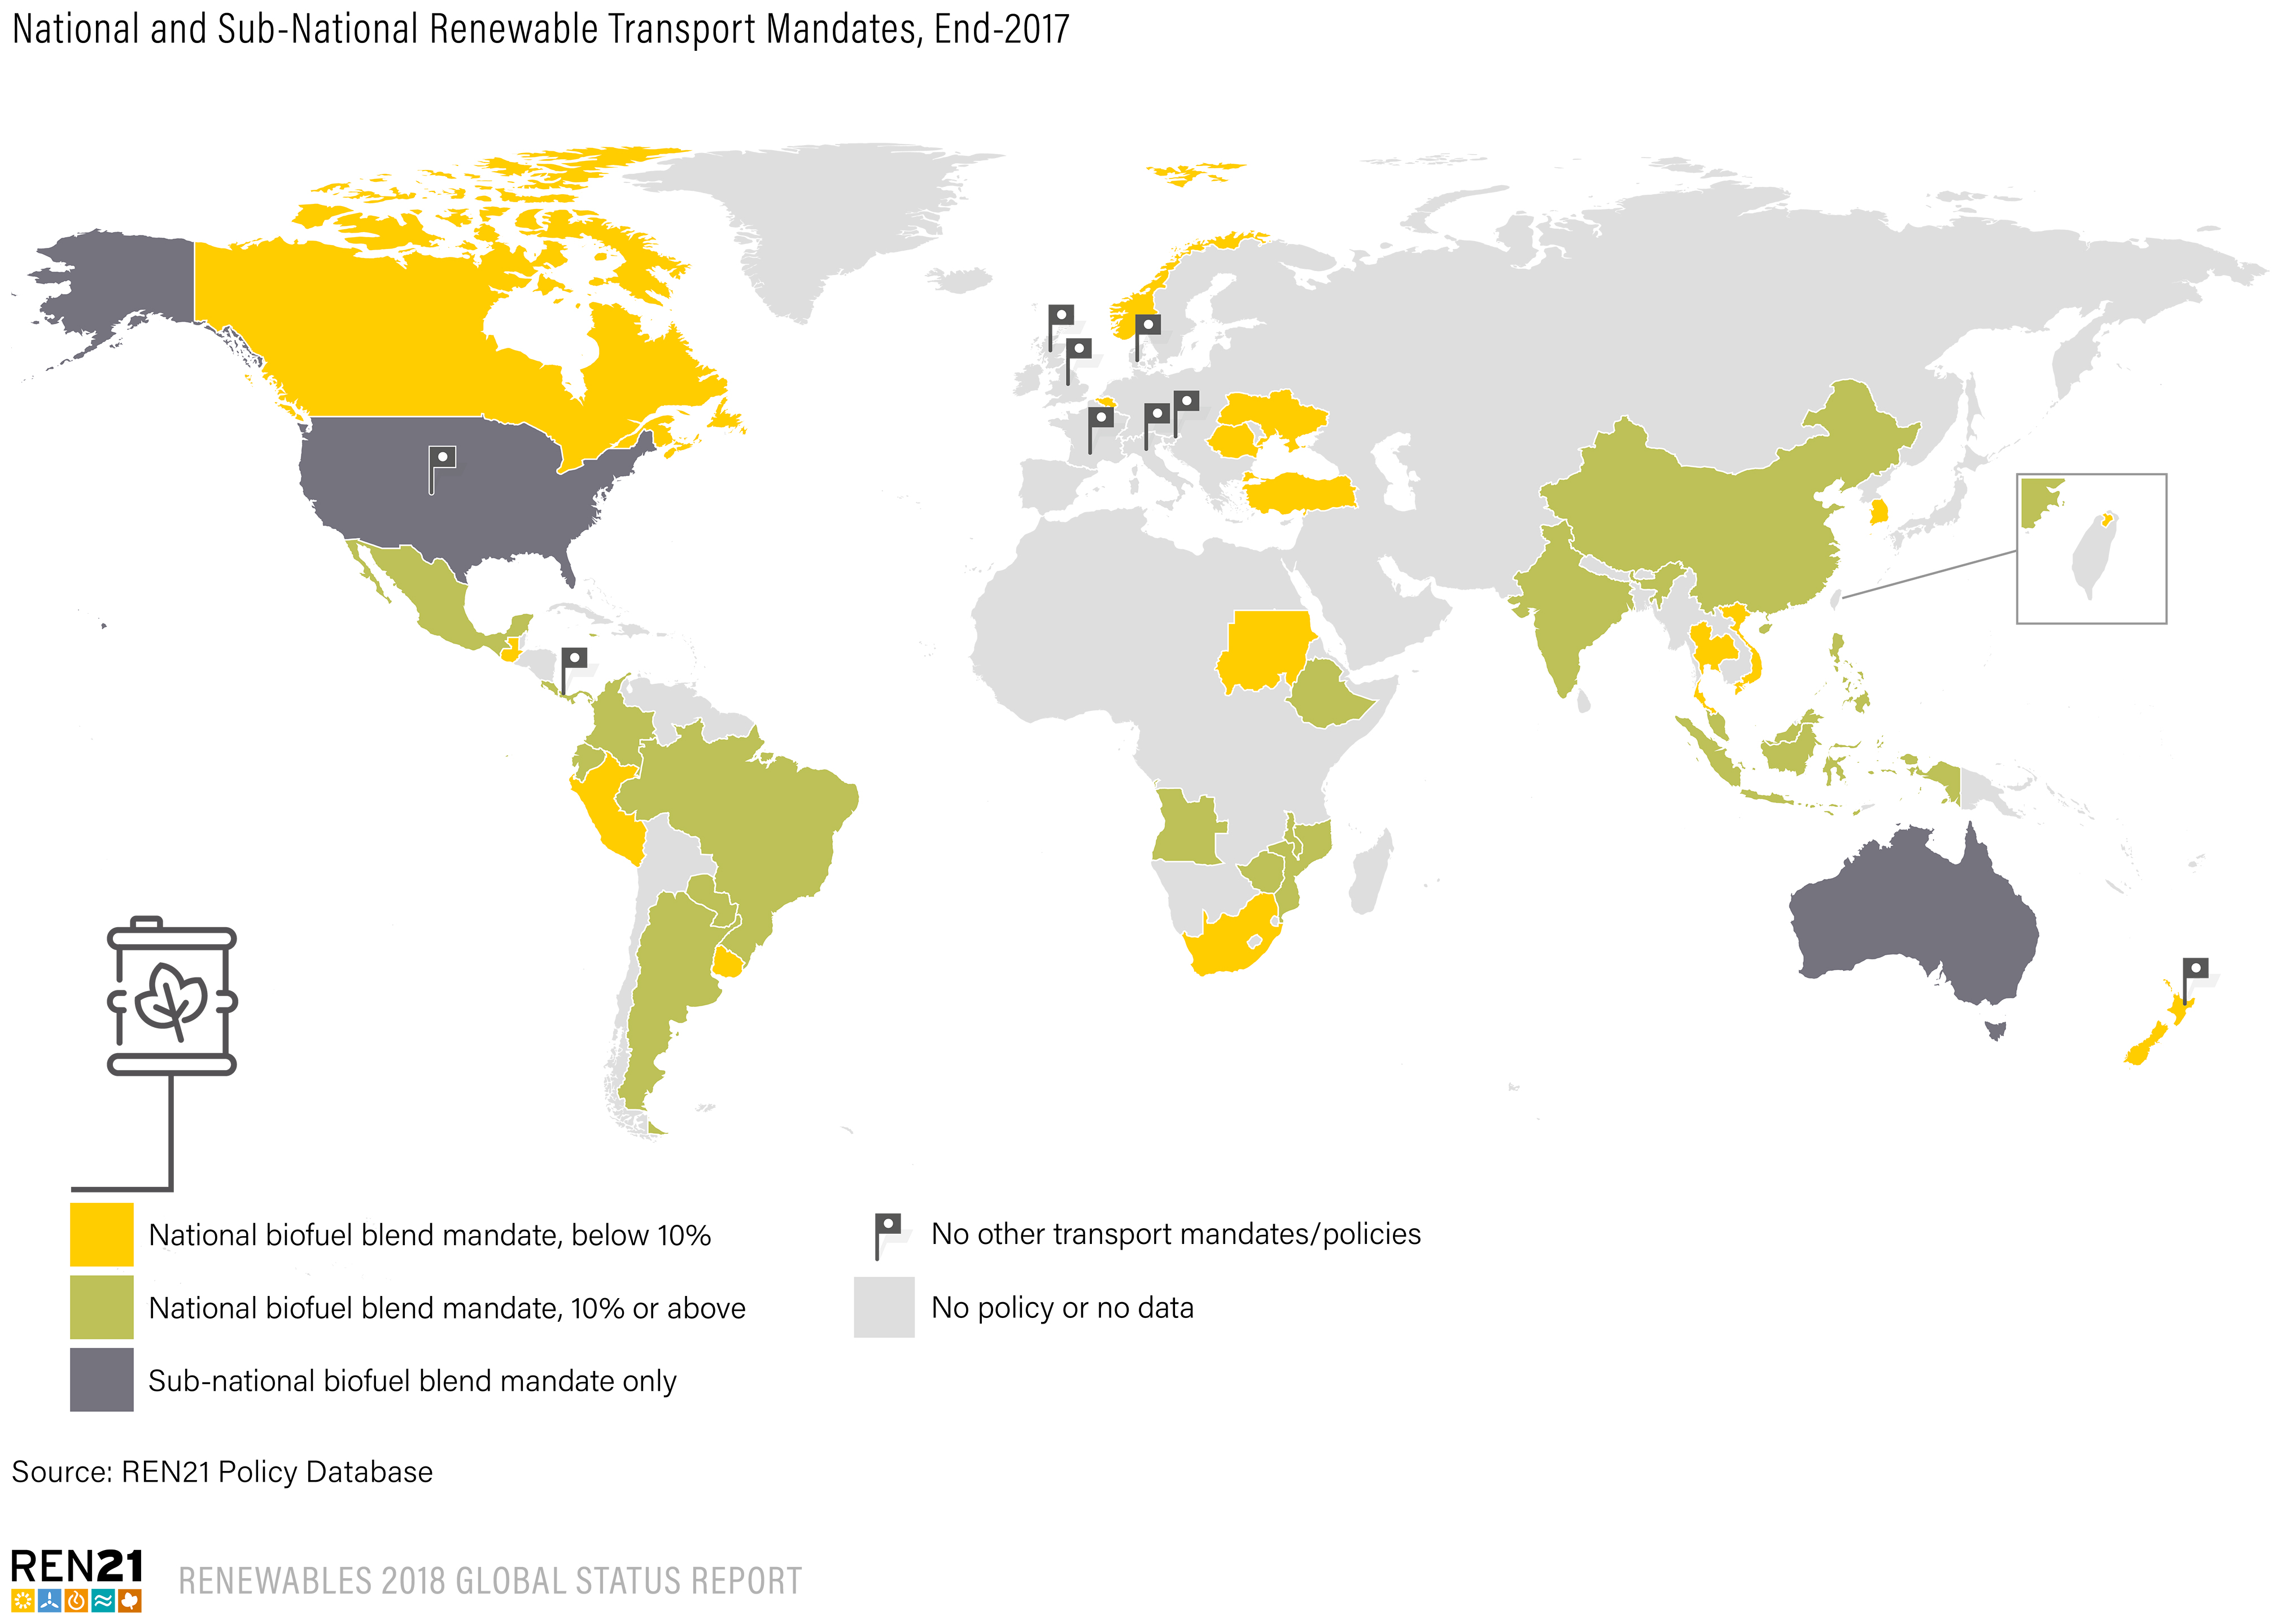 National and Sub-National Renewable Transport Mandates, End-2017
National biofuel blend mandate, below 10%
National biofuel blend mandate, 10% or above
Sub-national biofuel blend mandate only
No other transport mandates/policies
No policy or no data
Source: REN21 Policy Database
REN21
RENEWABLES 2018 GLOBAL STATUS REPORT